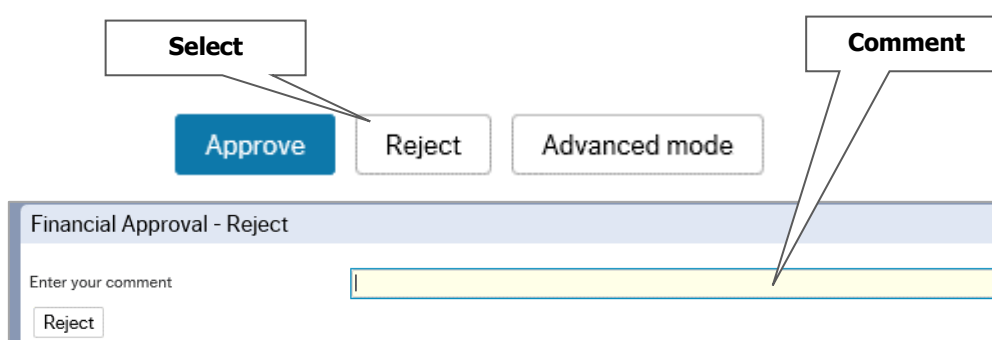 Select
Comment
Approve
Reject
Advanced mode
Financial Approval - Reject
Enter your comment
Reject